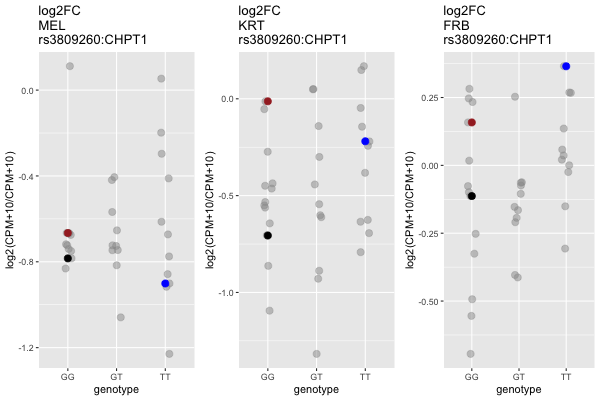 log2FC
MEL
rs3809260:CHPT1
log2(CPM+10/CPM+10)
0.0
-0.4
-0.8
-1.2
GG
GT
TT
genotype
log2FC
KRT
rs3809260:CHPT1
log2(CPM+10/CPM+10)
0.0
-0.5
-1.0
GG
GT
TT
genotype
log2FC
FRB
rs3809260:CHPT1
log2(CPM+10/CPM+10)
0.25
0.00
-0.25
-0.50
GG
GT
TT
genotype